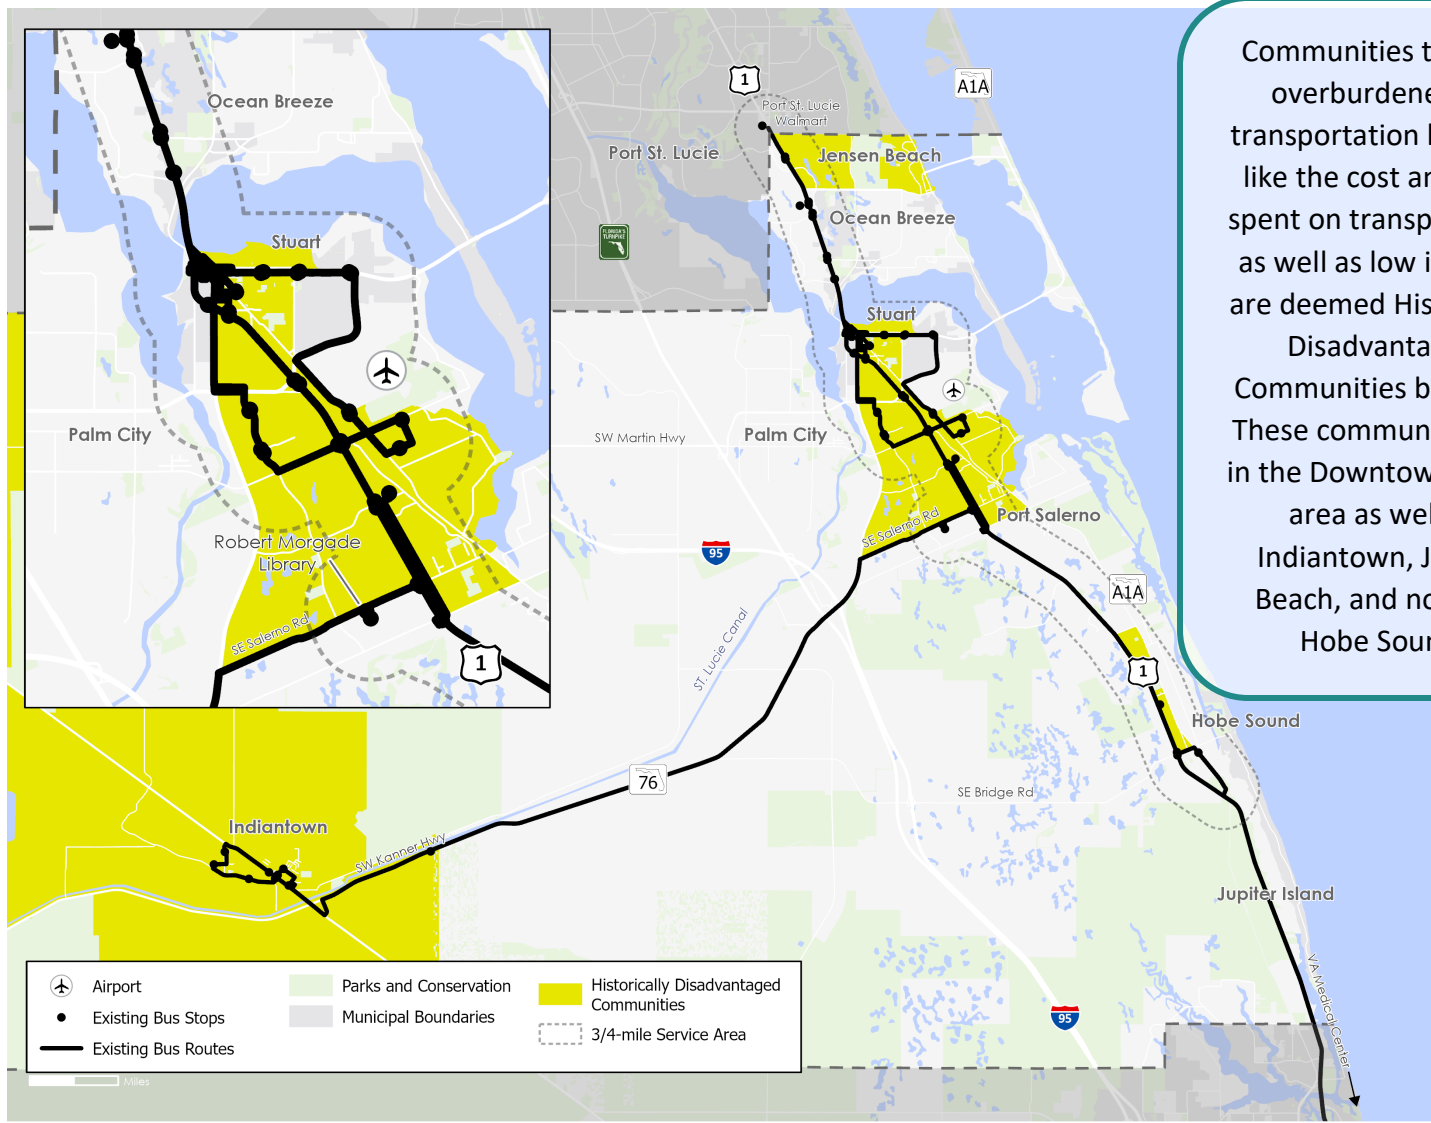 Ocean Breeze
Stuart
Palm City
Robert Morgade
Library
SE Salerno Rd
1
1
A1A
Port St. Lucie
Walmart
Port St. Lucie
Jensen Beach
Ocean Breeze
FLORIDA'S
TURNPIKE
Stuart
SW Martin Hwy
Palm City
Port Salerno
SE Salerno Rd
95
A1A
ST. Lucie Canal
1
Hobe Sound
76
SE Bridge Rd
Indiantown
SW Kanner Hwy
Jupiter Island
VA Medical Center
95
Communities t
overburdene
transportation
like the cost ar
spent on transp
as well as low i
are deemed His
Disadvanta
Communities b
These commun
in the Downtow
area as wel
Indiantown, J
Beach, and no
Hobe Soun
Airport
Existing Bus Stops
Existing Bus Routes
Parks and Conservation
Municipal Boundaries
Historically Disadvantaged
Communities
3/4-mile Service Area
Miles